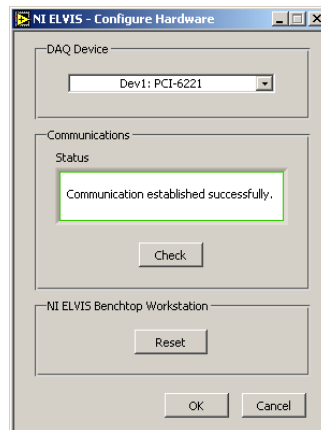 NI ELVIS - Configure Hardware
DAQ Device
Dev1: PCI-6221
Communications
Status
Communication established successfully.
Check
NI ELVIS Benchtop Workstation
Reset
OK
Cancel